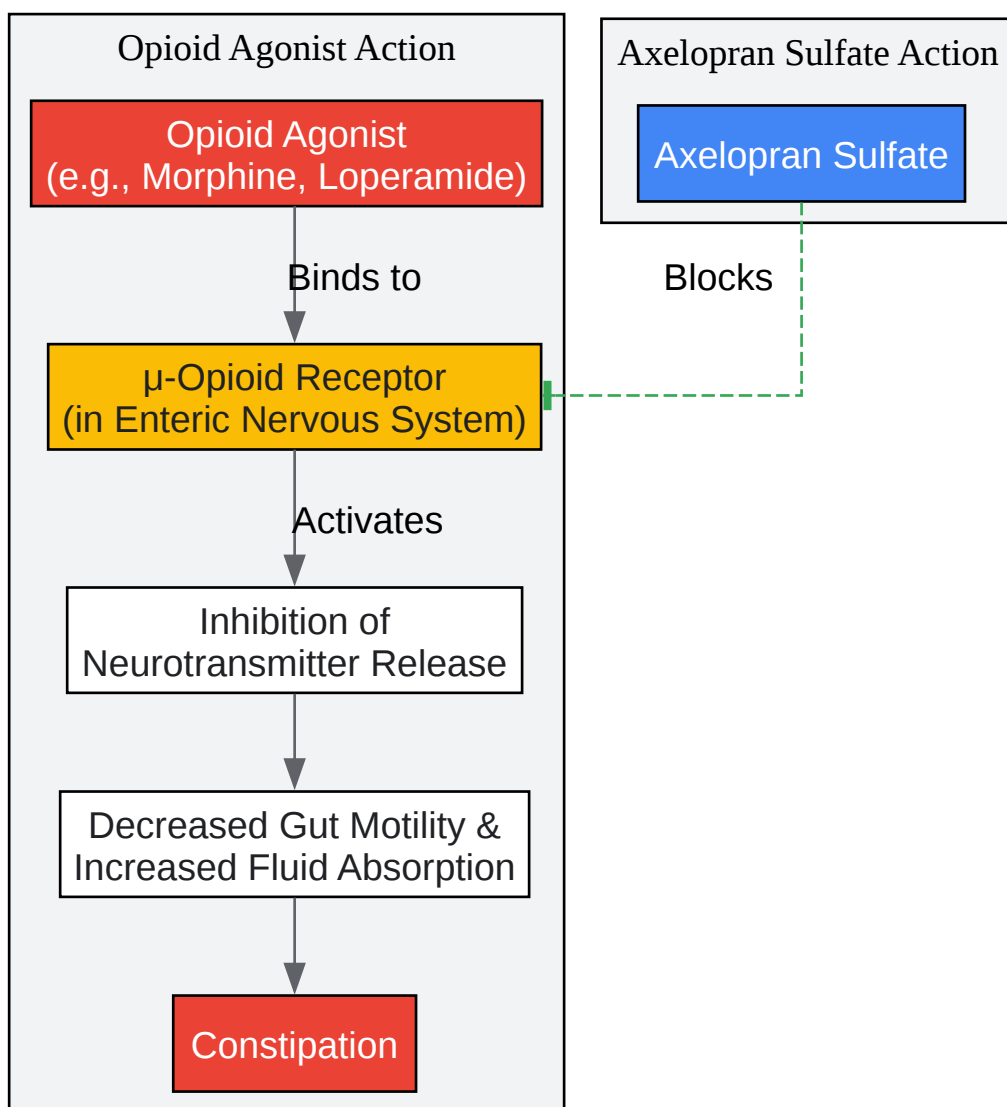 Opioid Agonist Action
Opioid Agonist
(e.g., Morphine, Loperamide)
Binds to
μ-Opioid Receptor
(in Enteric Nervous System)
Activates
Inhibition of
Neurotransmitter Release
Decreased Gut Motility &
Increased Fluid Absorption
Constipation
Axelopran Sulfate Action
Axelopran Sulfate
Blocks